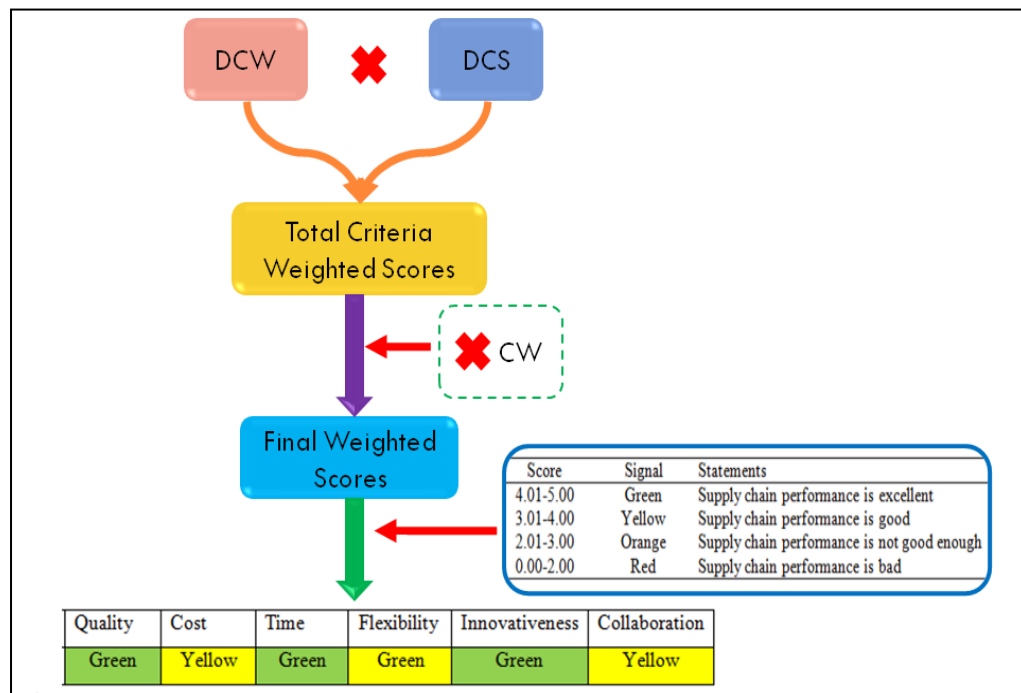 DCW
DCS
Total Criteria
Weighted Scores
CW
Final Weighted
Scores
Score Signal Statements
4.01-5.00 Green Supply chain performance is excellent
3.01-4.00 Yellow Supply chain performance is good
2.01-3.00 Orange Supply chain performance is not good enough
0.00-2.00 Red Supply chain performance is bad
Quality Cost Time Flexibility Innovativeness Collaboration
Green Yellow Green Green Green Yellow